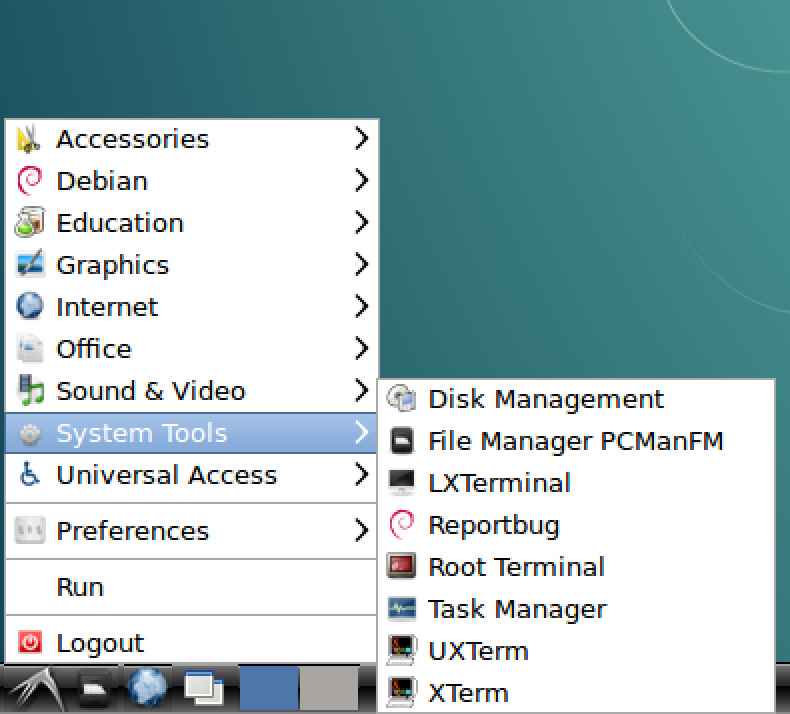 Accessories
Debian
Education
Graphics
Internet
Office
Sound & Video
System Tools
Universal Access
Preferences
Run
Logout
Disk Management
File Manager PCManFM
LXTerminal
Reportbug
Root Terminal
Task Manager
UXTerm
XTerm